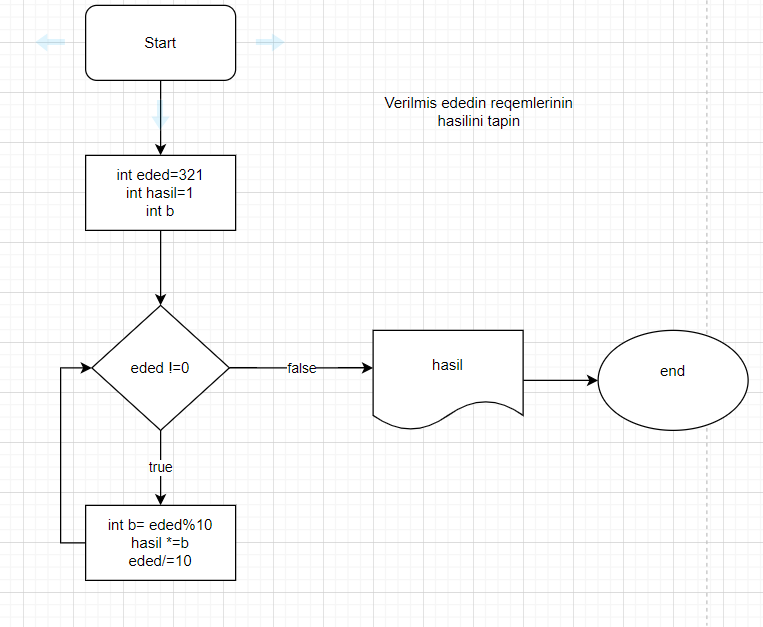 Start
Verilmis ededin reqemlerinin
hasilini tapin
int eded=321
int hasil=1
int b
eded !=0
false
hasil
end
true
int b= eded%10
hasil *=b
eded/=10